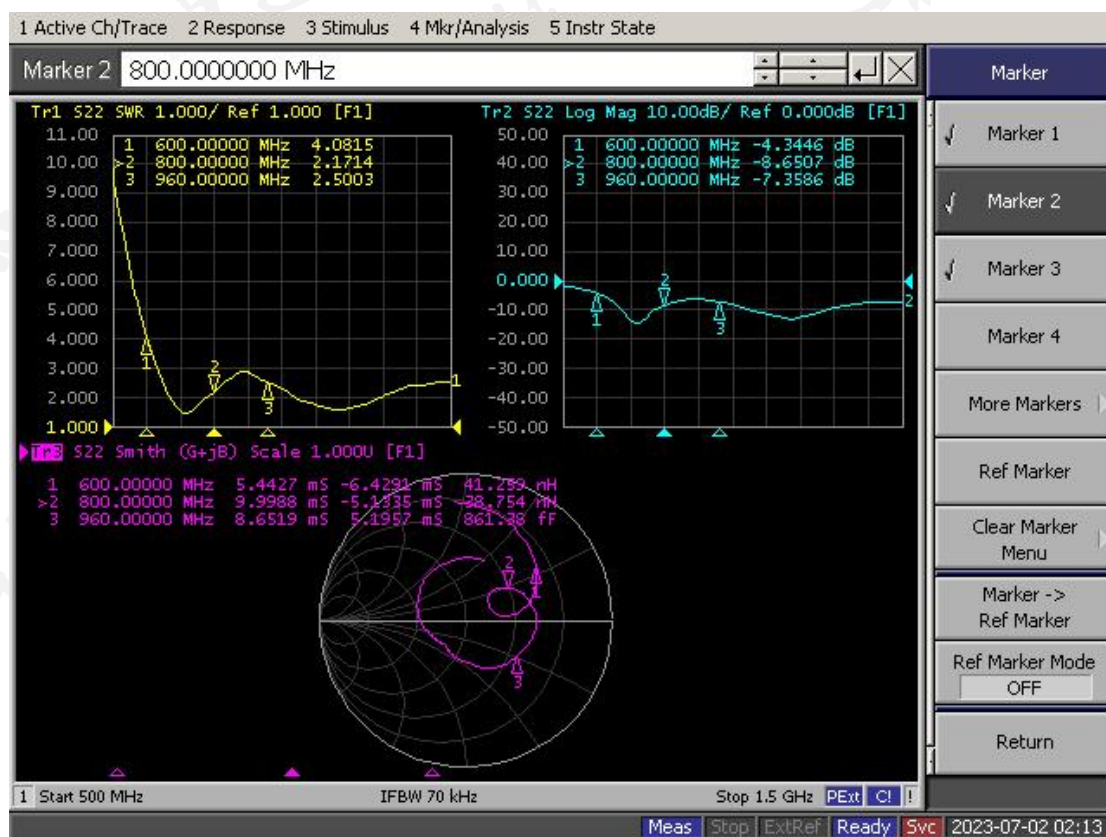 1 Active Ch/Trace 2 Response 3 Stimulus 4 Mkr/Analysis 5 Instr State
Marker 2 800.0000000 MHz
Marker
Tr1 S22 SWR 1.000/ Ref 1.000 [F1]
11.00
10.00
9.000
8.000
7.000
6.000
5.000
4.000
3.000
2.000
1.000
1 600.00000 MHz 4.0815
>2 800.00000 MHz 2.1714
3 960.00000 MHz 2.5003
1
2
3
1
Tr2 S22 Log Mag 10.00dB/ Ref 0.000dB [F1]
50.00
40.00
30.00
20.00
10.00
0.000
-10.00
-20.00
-30.00
-40.00
-50.00
1 600.00000 MHz -4.3446 dB
>2 800.00000 MHz -8.6507 dB
3 960.00000 MHz -7.3586 dB
1
2
3
2
Tr3 S22 Smith (G+jB) Scale 1.000U [F1]
1 600.00000 MHz 5.4427 mS -6.4291 mS 41.259 nH
>2 800.00000 MHz 9.9988 mS -5.1335 mS -38.754 nH
3 960.00000 MHz 8.6519 mS 5.1957 mS 861.38 fF
2
1
3
Marker 1
Marker 2
Marker 3
Marker 4
More Markers
Ref Marker
Clear Marker
Menu
Marker ->
Ref Marker
Ref Marker Mode
OFF
Return
1 Start 500 MHz IFBW 70 kHz Stop 1.5 GHz PExt C! !
Meas Stop ExtRef Ready Svc 2023-07-02 02:13